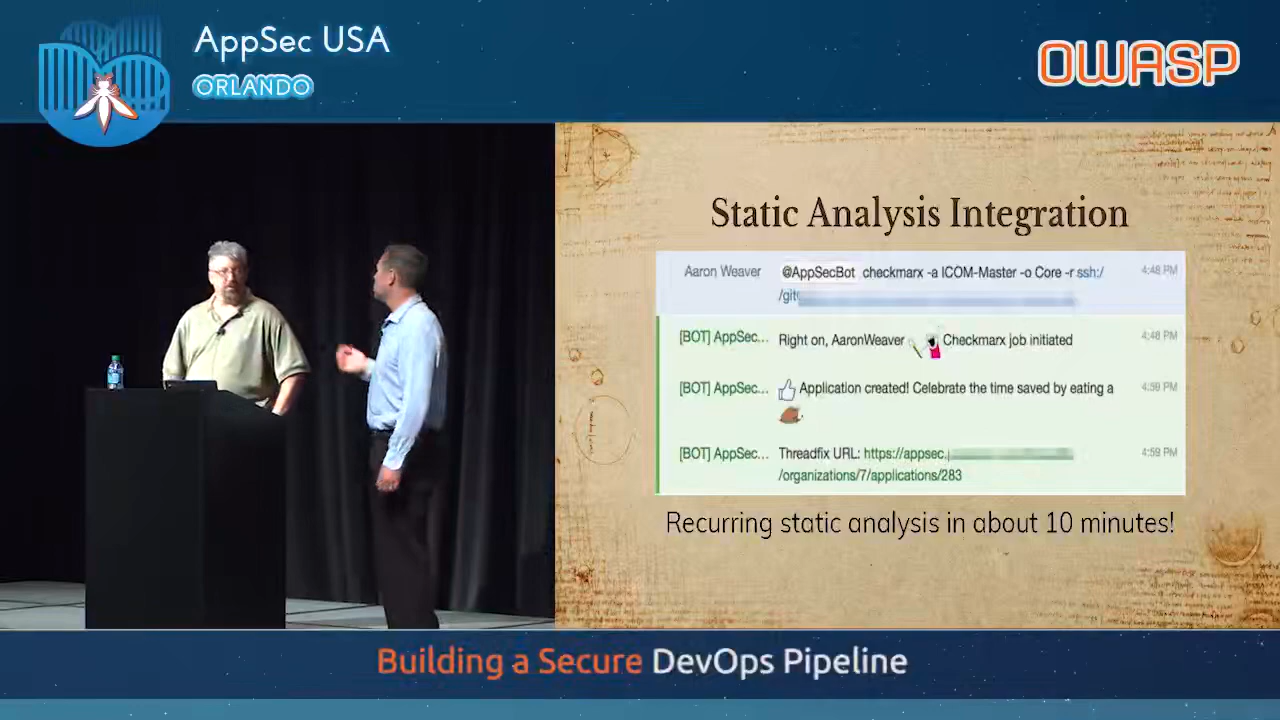 AppSec USA
ORLANDO
OWASP
Static Analysis Integration
Aaron Weaver @AppSecBot checkmarx -a ICOM-Master -o Core -r ssh:/ 4:48 PM
/git
[BOT] AppSec... Right on, AaronWeaver Checkmarx job initiated 4:48 PM
[BOT] AppSec... Application created! Celebrate the time saved by eating a 4:59 PM
[BOT] AppSec... Threadfix URL: https://appsec. 4:59 PM
/organizations/7/applications/283
Recurring static analysis in about 10 minutes!
Building a Secure DevOps Pipeline